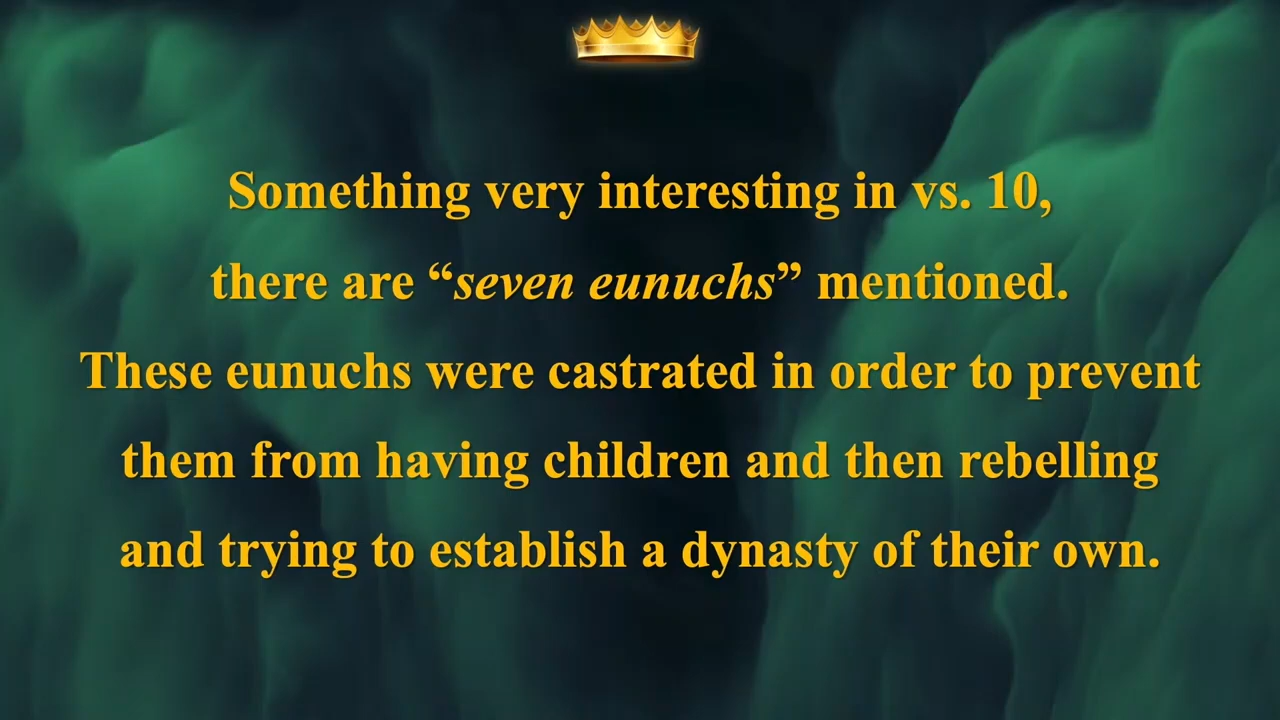 Something very interesting in vs. 10,
there are “seven eunuchs” mentioned.
These eunuchs were castrated in order to prevent
them from having children and then rebelling
and trying to establish a dynasty of their own.